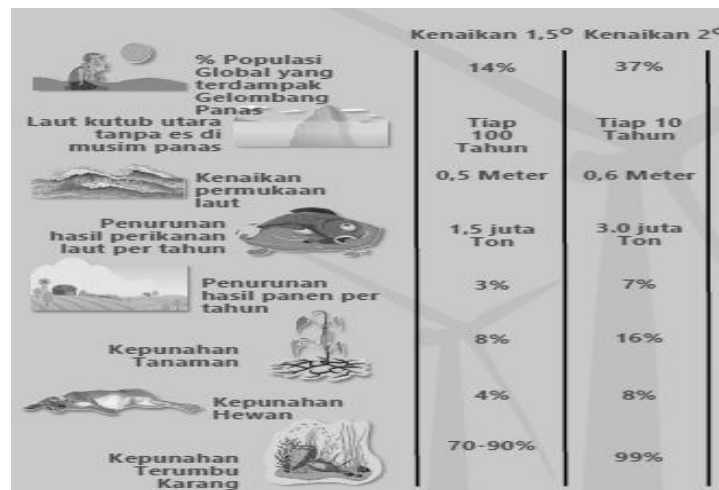 Kenaikan 1,5° Kenaikan 2°
% Populasi
Global yang
terdampak
Gelombang
Panas
14%
37%
Laut kutub utara
tanpa es di
musim panas
Tiap
100
Tahun
Tiap 10
Tahun
Kenaikan
permukaan
laut
0,5 Meter
0,6 Meter
Penurunan
hasil perikanan
laut per tahun
1,5 juta
Ton
3.0 juta
Ton
Penurunan
hasil panen per
tahun
3%
7%
Kepunahan
Tanaman
8%
16%
Kepunahan
Hewan
4%
8%
Kepunahan
Terumbu
Karang
70-90%
99%